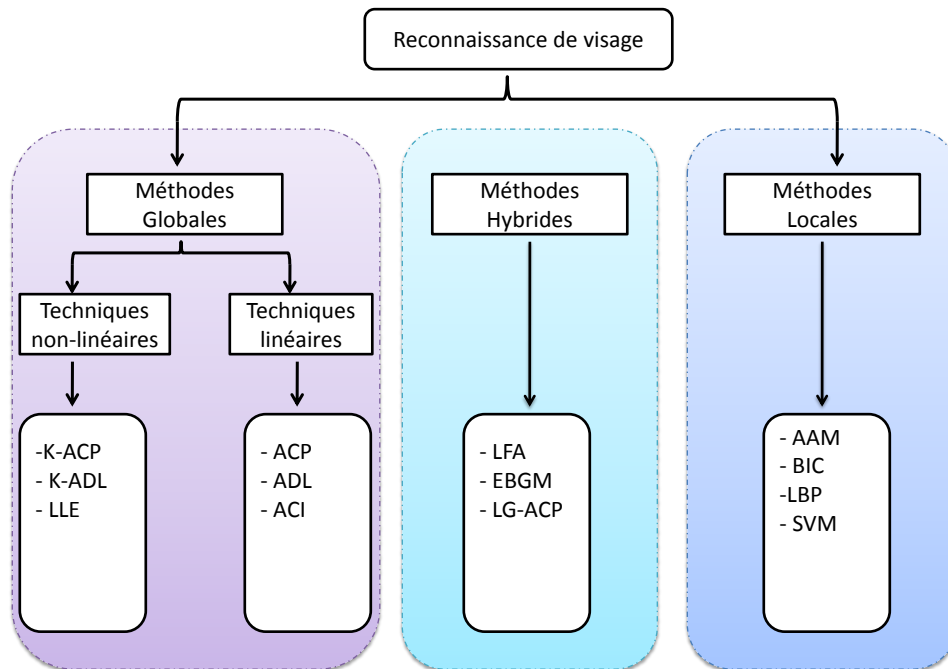 Reconnaissance de visage
Méthodes
Globales
Techniques
non-linéaires
-K-ACP
- K-ADL
- LLE
Techniques
linéaires
- ACP
- ADL
- ACI
Méthodes
Hybrides
- LFA
- EBGM
- LG-ACP
Méthodes
Locales
- AAM
- BIC
-LBP
- SVM